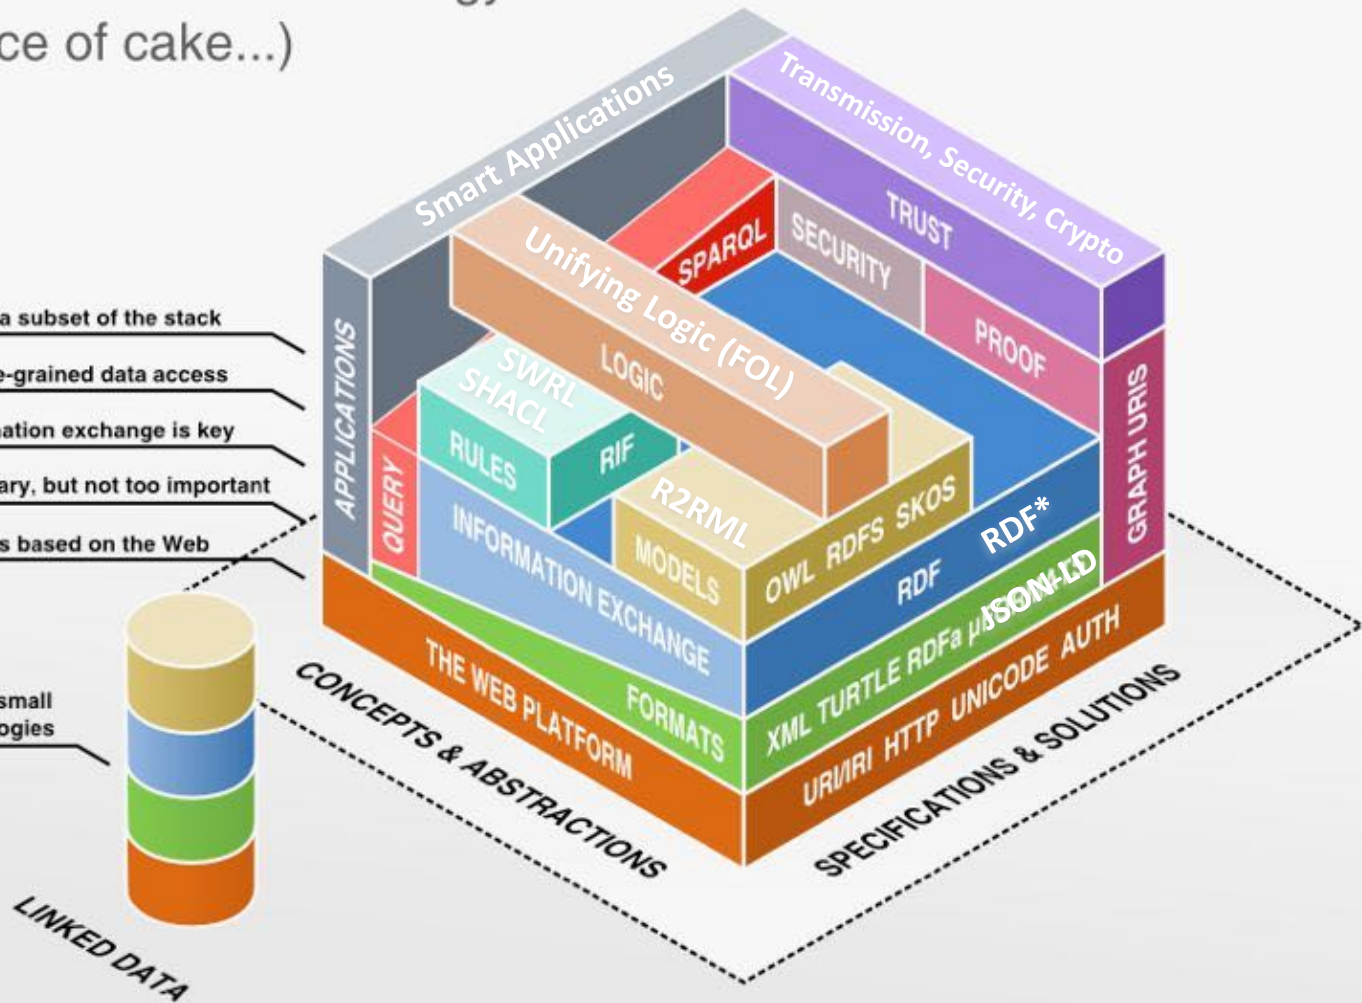 ce of cake...)
Smart Applications
Transmission, Security, Crypto
TRUST
SPARQL
SECURITY
PROOF
Unifying Logic (FOL)
LOGIC
a subset of the stack
e-grained data access
ation exchange is key
ary, but not too important
s based on the Web
APPLICATIONS
SWRL
SHACL
RULES
RIF
QUERY
INFORMATION EXCHANGE
R2RML
MODELS
OWL RDFS SKOS
RDF
RDF*
GRAPH URIS
JSON-LD
XML TURTLE RDFa
FORMATS
THE WEB PLATFORM
URI/IRI HTTP UNICODE AUTH
CONCEPTS & ABSTRACTIONS
SPECIFICATIONS & SOLUTIONS
small
ogies
LINKED DATA